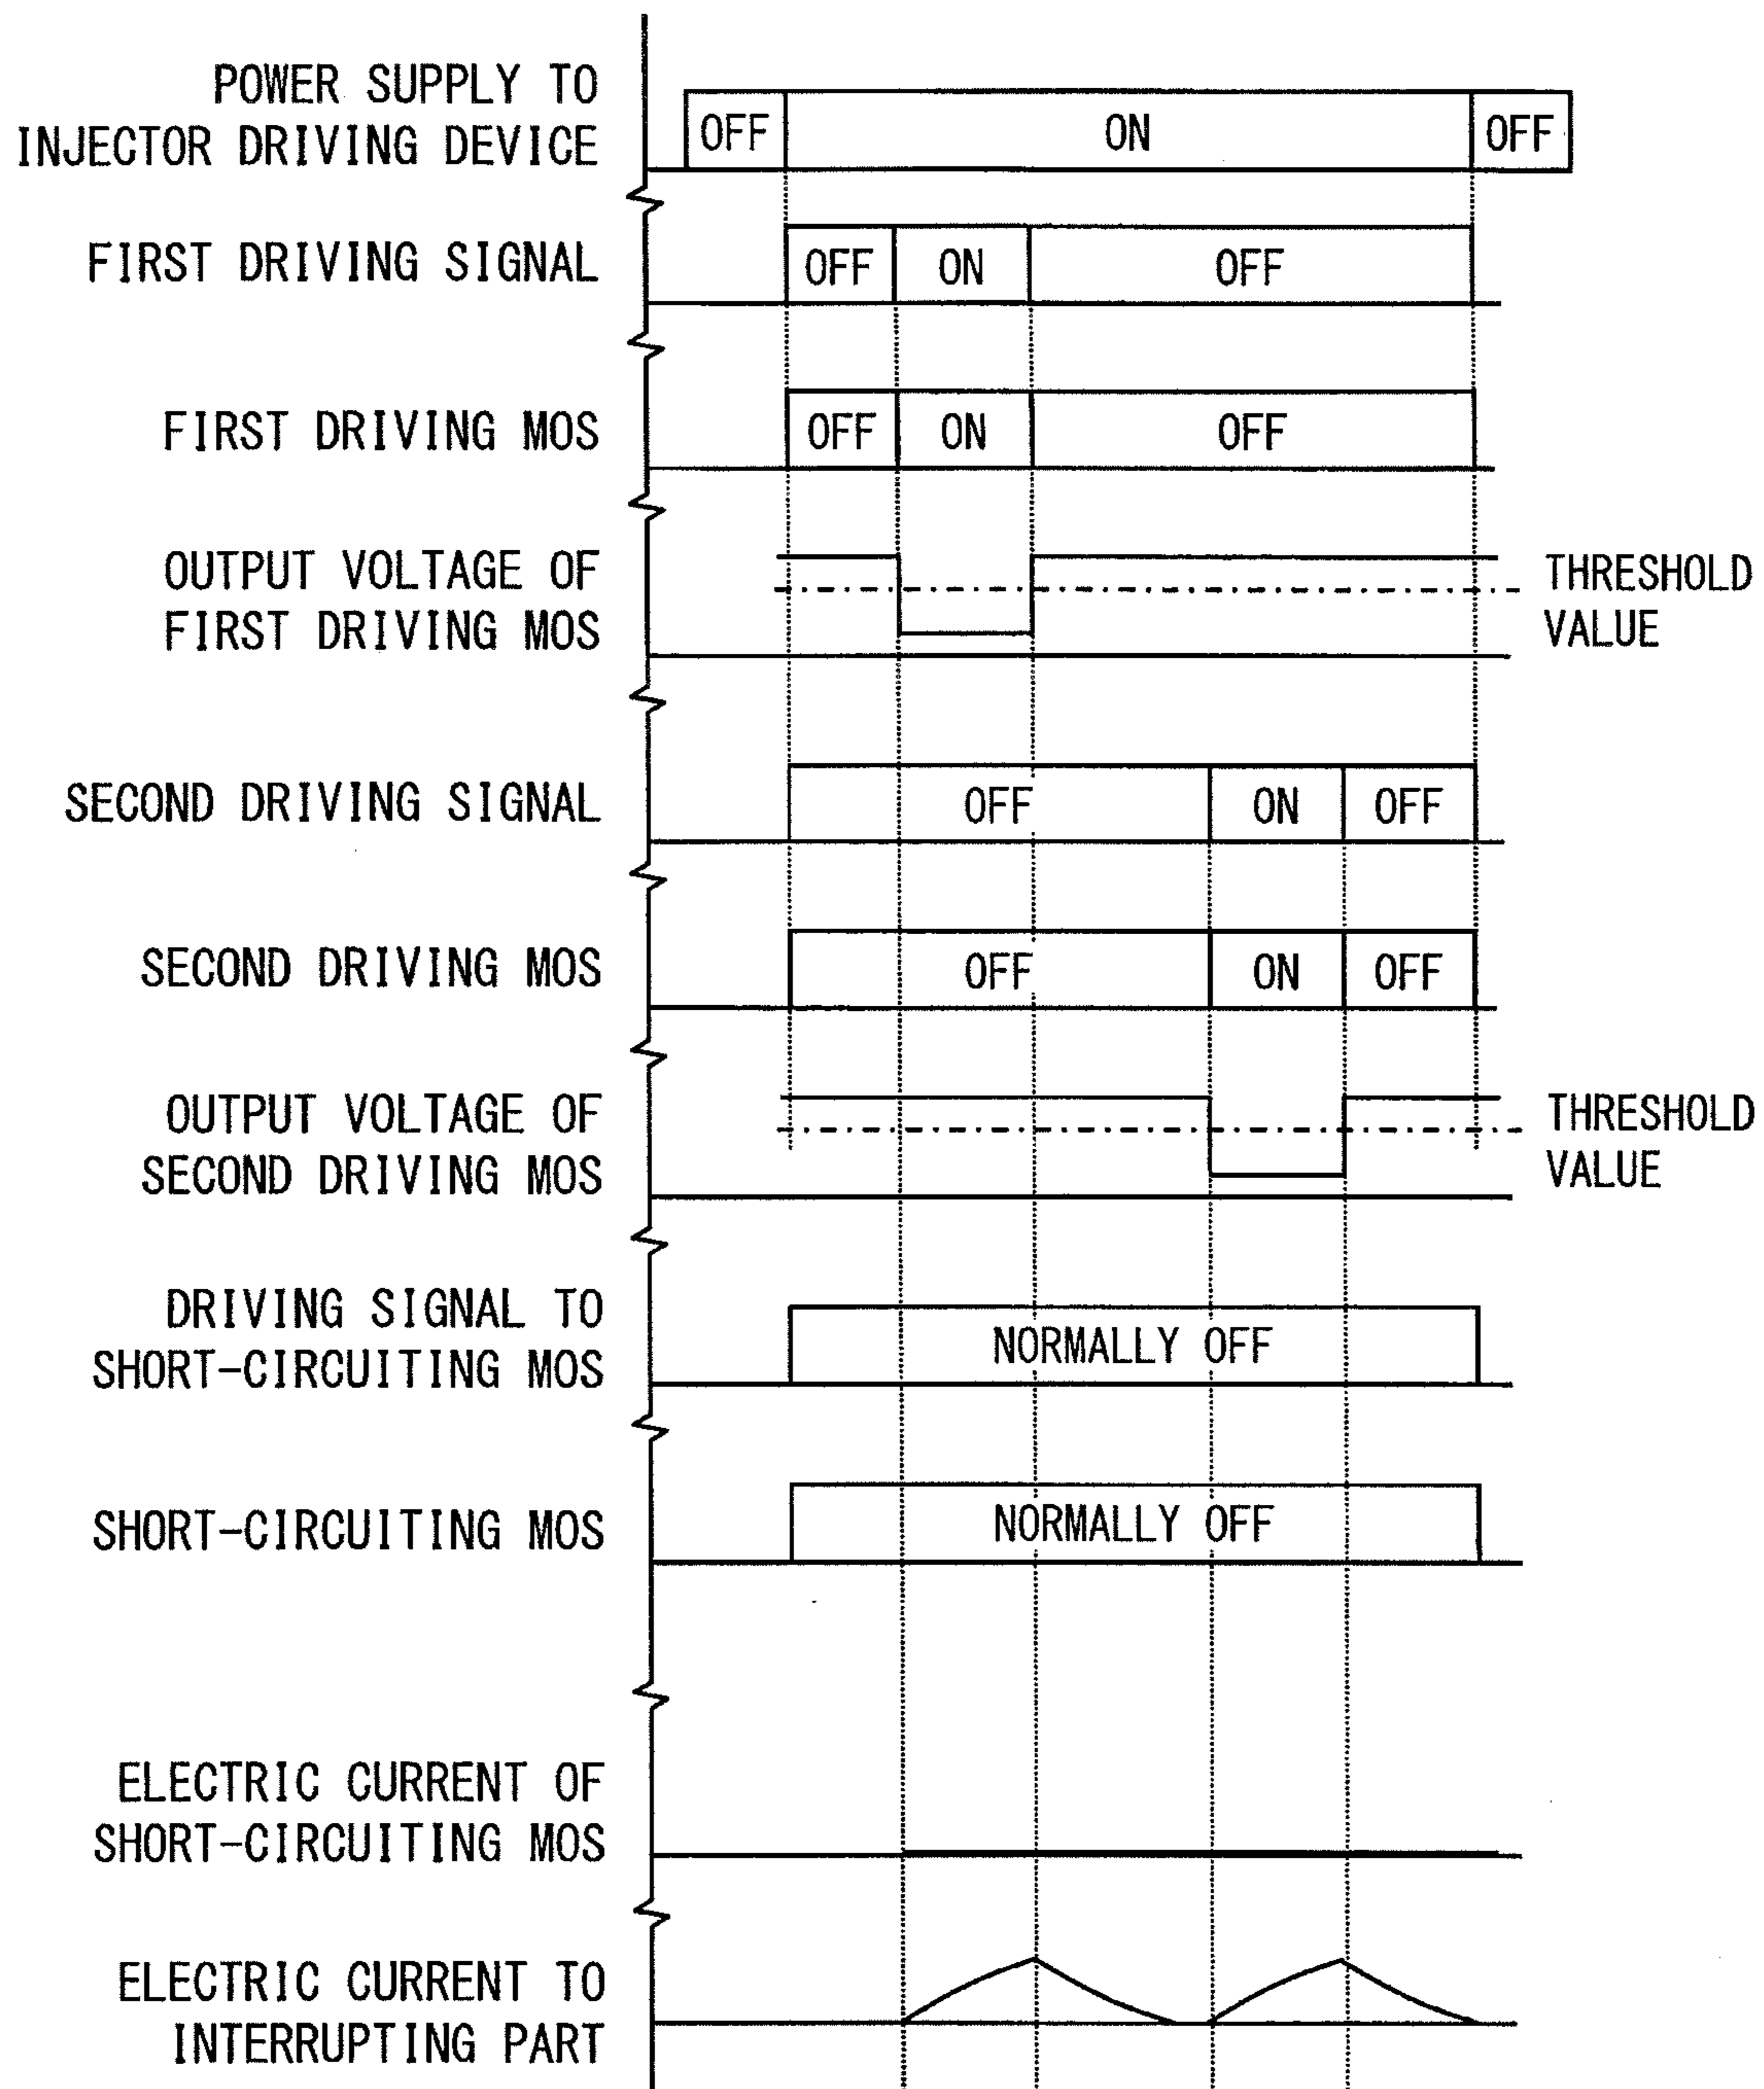 POWER SUPPLY TO
INJECTOR DRIVING DEVICE
OFF ON OFF
FIRST DRIVING SIGNAL
OFF ON OFF
FIRST DRIVING MOS
OFF ON OFF
OUTPUT VOLTAGE OF
FIRST DRIVING MOS
THRESHOLD
VALUE
SECOND DRIVING SIGNAL
OFF ON OFF
SECOND DRIVING MOS
OFF ON OFF
OUTPUT VOLTAGE OF
SECOND DRIVING MOS
THRESHOLD
VALUE
DRIVING SIGNAL TO
SHORT-CIRCUITING MOS
NORMALLY OFF
SHORT-CIRCUITING MOS
NORMALLY OFF
ELECTRIC CURRENT OF
SHORT-CIRCUITING MOS
ELECTRIC CURRENT TO
INTERRUPTING PART